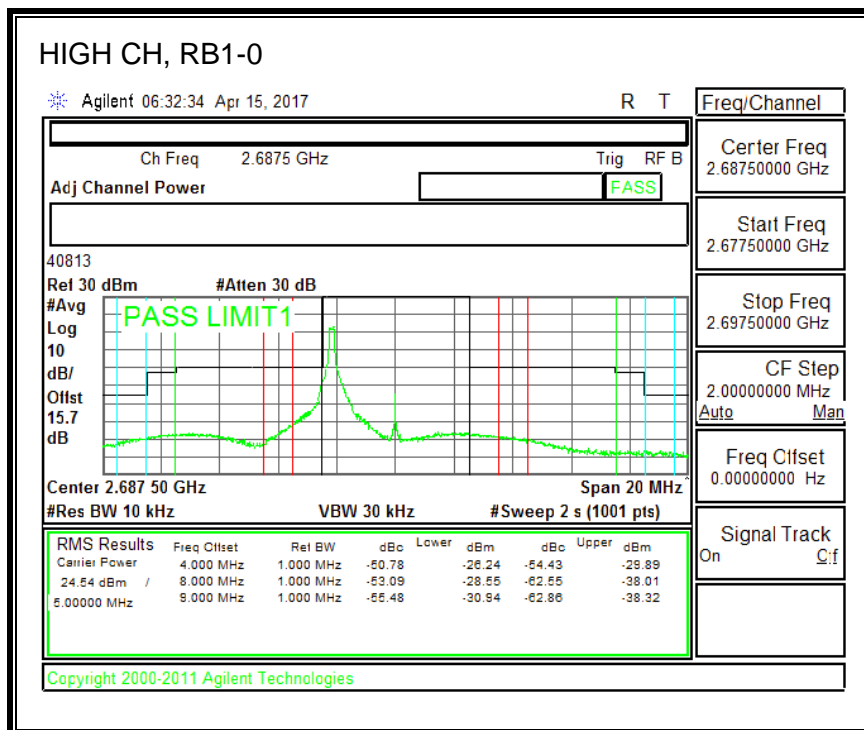 HIGH CH, RB1-0
Agilent 06:32:34 Apr 15, 2017 R T
Freq/Channel
Ch Freq 2.6875 GHz Trig RF B
Adj Channel Power PASS
Center Freq
2.68750000 GHz
Start Freq
2.67750000 GHz
Stop Freq
2.69750000 GHz
CF Step
2.00000000 MHz
Auto Man
Freq Offset
0.00000000 Hz
Signal Track
On Off
40813
Ref 30 dBm #Atten 30 dB
#Avg
Log
10
dB/
Offst
15.7
dB
PASS LIMIT1
Center 2.687 50 GHz Span 20 MHz
#Res BW 10 kHz VBW 30 kHz #Sweep 2 s (1001 pts)
RMS Results Freq Offset Ref BW dBc Lower dBm dBc Upper dBm
Carrier Power 4.000 MHz 1.000 MHz -50.78 -26.24 -54.43 -29.89
24.54 dBm / 8.000 MHz 1.000 MHz -53.09 -28.55 -62.55 -38.01
5.00000 MHz 9.000 MHz 1.000 MHz -55.48 -30.94 -62.86 -38.32
Copyright 2000-2011 Agilent Technologies